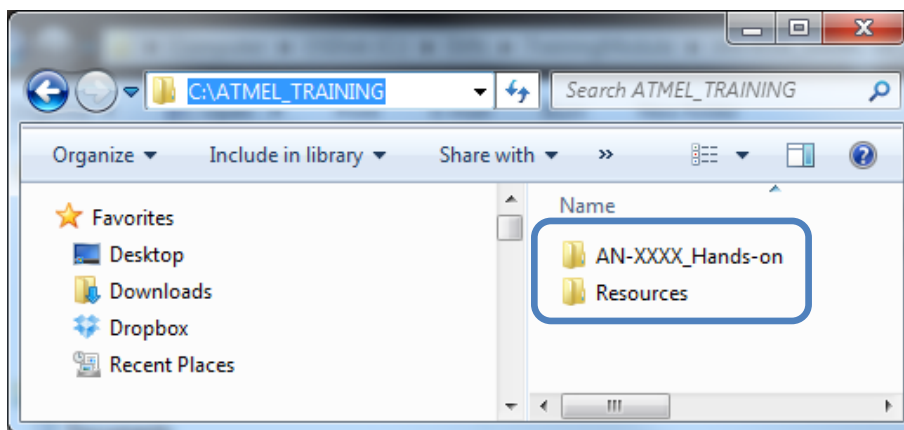 C:\ATMEL_TRAINING
Search ATMEL_TRAINING
Organize Include in library Share with »
Name
Favorites
Desktop
Downloads
Dropbox
Recent Places
AN-XXXX_Hands-on
Resources